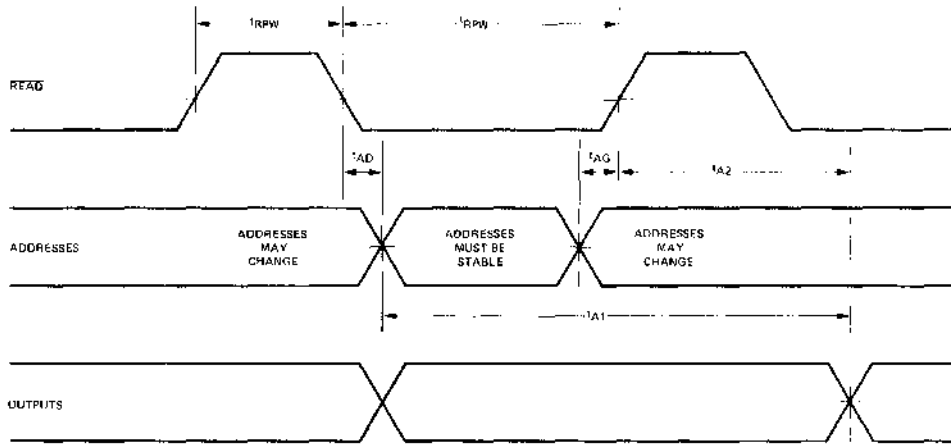 tRPW tRPW
READ
tAD tAG tA2
ADDRESSES
ADDRESSES
MAY
CHANGE
ADDRESSES
MUST BE
STABLE
ADDRESSES
MAY
CHANGE
tA1
OUTPUTS